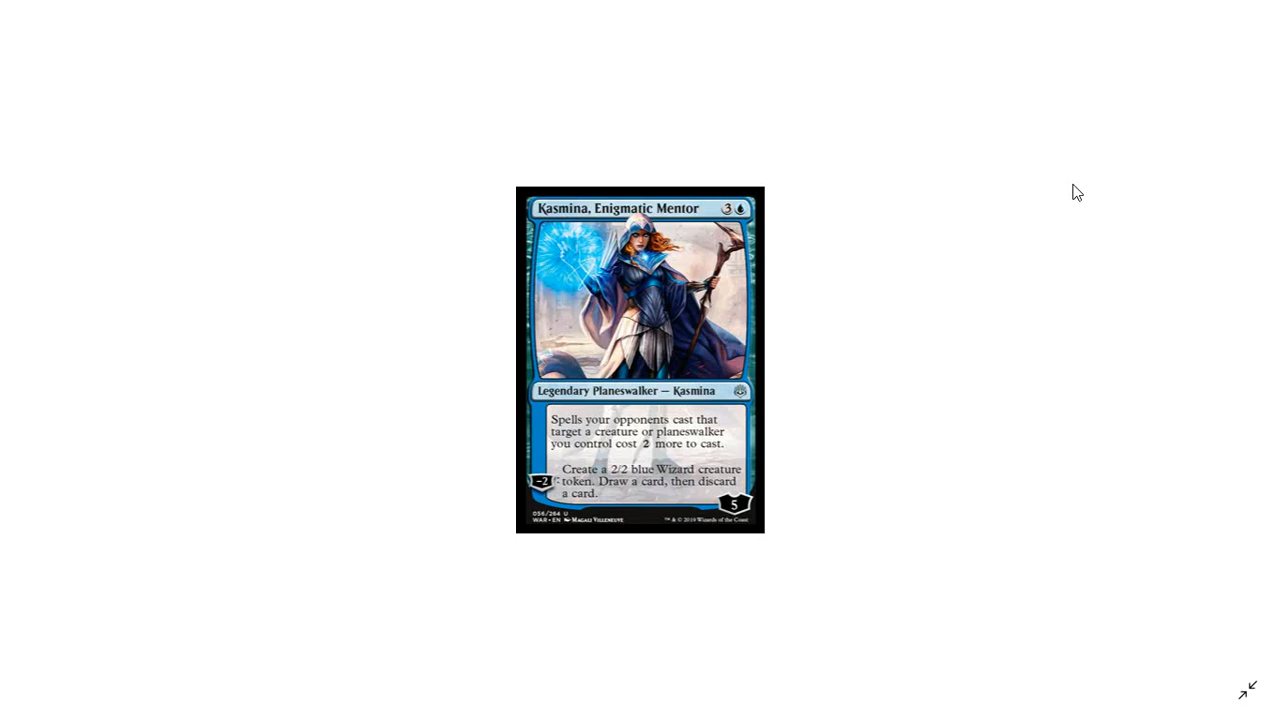 Kasmina, Enigmatic Mentor 3
Legendary Planeswalker — Kasmina
Spells your opponents cast that
target a creature or planeswalker
you control cost 2 more to cast.
Create a 2/2 blue Wizard creature
-2: token. Draw a card, then discard
a card.
5
056/264 U
WAR • EN Magali Villeneuve ™ & © 2019 Wizards of the Coast